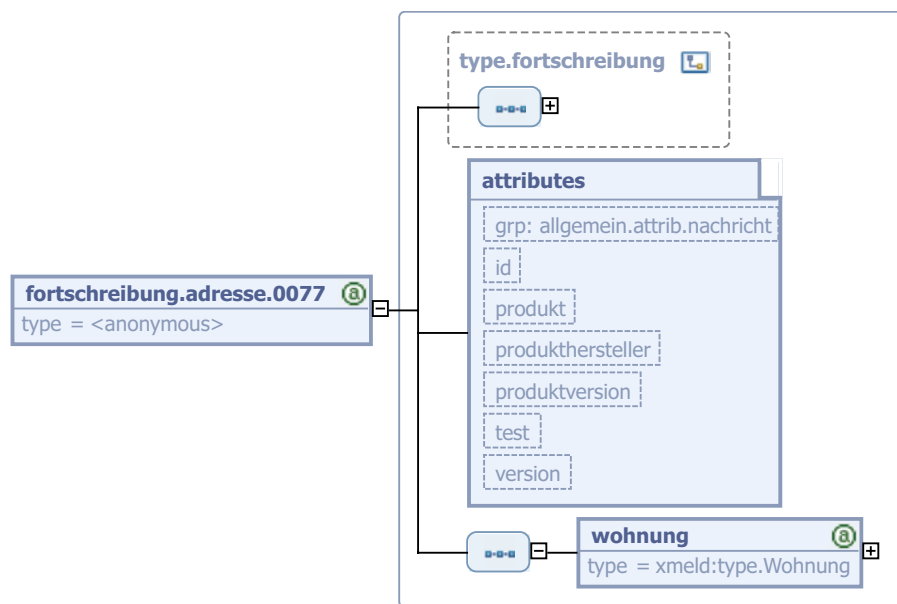 type.fortschreibung
attributes
grp: allgemein.attrib.nachricht
id
produkt
produkthersteller
produktversion
test
version
fortschreibung.adresse.0077
type = <anonymous>
wohnung
type = xmeld:type.Wohnung